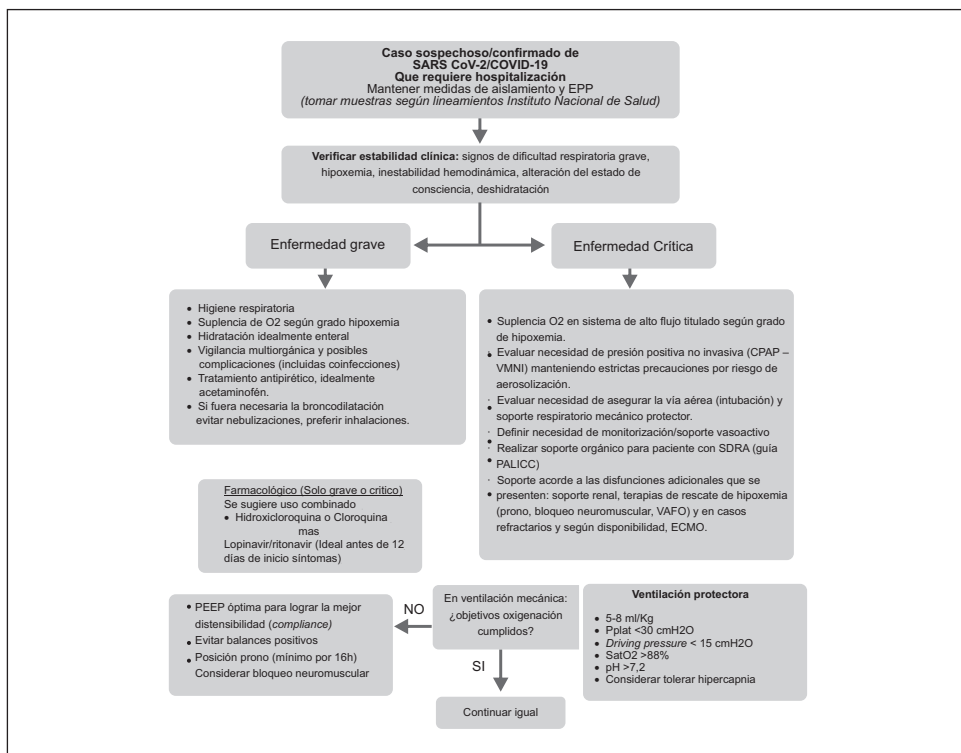 Caso sospechoso/confirmado de
SARS CoV-2/COVID-19
Que requiere hospitalización
Mantener medidas de aislamiento y EPP
(tomar muestras según lineamientos Instituto Nacional de Salud)
Verificar estabilidad clínica: signos de dificultad respiratoria grave,
hipoxemia, inestabilidad hemodinámica, alteración del estado de
consciencia, deshidratación
Enfermedad grave
Enfermedad Crítica
• Higiene respiratoria
• Suplencia de O2 según grado hipoxemia
• Hidratación idealmente enteral
• Vigilancia multiorgánica y posibles
complicaciones (incluidas coinfecciones)
• Tratamiento antipirético, idealmente
acetaminofén.
• Si fuera necesaria la broncodilatación
evitar nebulizaciones, preferir inhalaciones.
• Suplencia O2 en sistema de alto flujo titulado según grado
de hipoxemia.
• Evaluar necesidad de presión positiva no invasiva (CPAP –
VMNI) manteniendo estrictas precauciones por riesgo de
aerosolización.
· Evaluar necesidad de asegurar la vía aérea (intubación) y
• soporte respiratorio mecánico protector.
· Definir necesidad de monitorización/soporte vasoactivo
• Realizar soporte orgánico para paciente con SDRA (guía
• PALICC)
· Soporte acorde a las disfunciones adicionales que se
• presenten: soporte renal, terapias de rescate de hipoxemia
(prono, bloqueo neuromuscular, VAFO) y en casos
refractarios y según disponibilidad, ECMO.
Farmacológico (Solo grave o critico)
Se sugiere uso combinado
• Hidroxicloroquina o Cloroquina
mas
Lopinavir/ritonavir (Ideal antes de 12
días de inicio síntomas)
• PEEP óptima para lograr la mejor
distensibilidad (compliance)
• Evitar balances positivos
• Posición prono (mínimo por 16h)
Considerar bloqueo neuromuscular
NO
En ventilación mecánica:
¿objetivos oxigenación
cumplidos?
SI
Continuar igual
Ventilación protectora
• 5-8 ml/Kg
• Pplat <30 cmH2O
• Driving pressure < 15 cmH2O
• SatO2 >88%
• pH >7,2
• Considerar tolerar hipercapnia